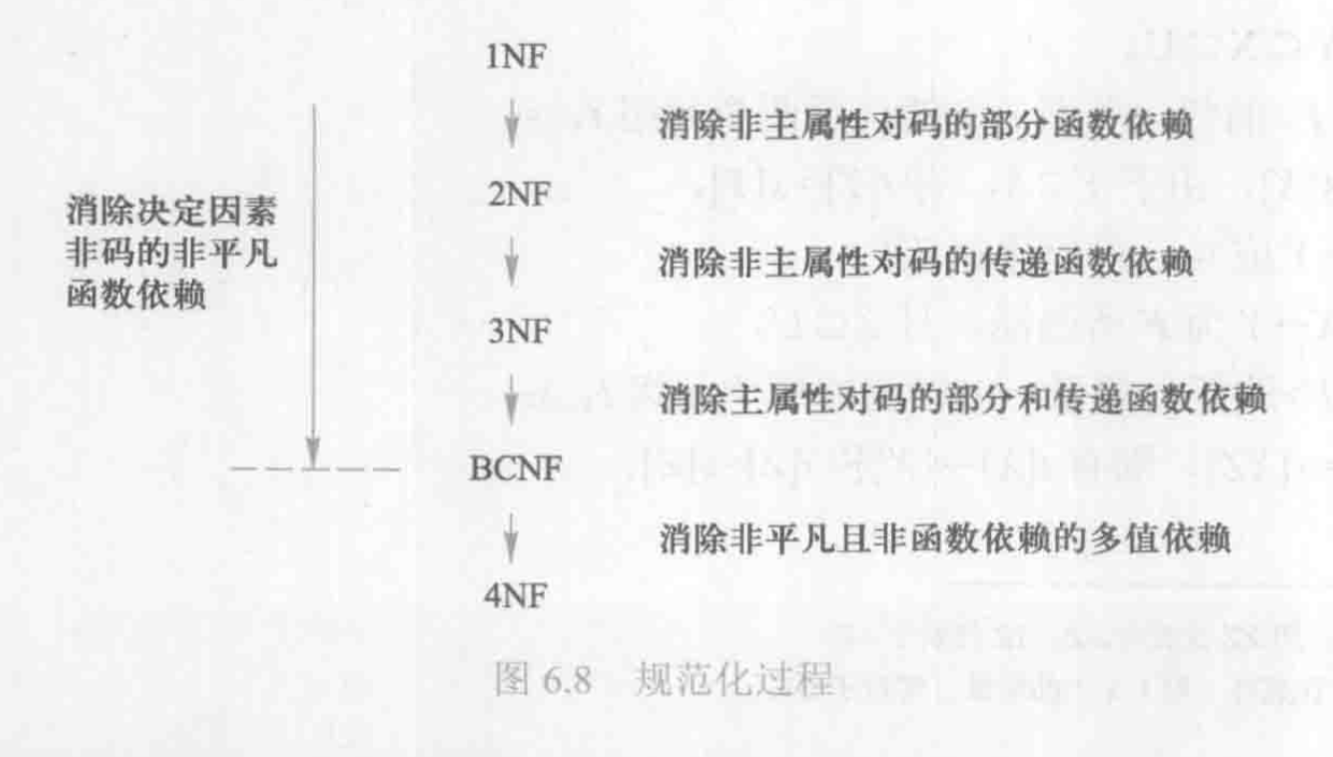 1NF
消除非主属性对码的部分函数依赖
2NF
消除决定因素
非码的非平凡
函数依赖
消除非主属性对码的传递函数依赖
3NF
消除主属性对码的部分和传递函数依赖
BCNF
消除非平凡且非函数依赖的多值依赖
4NF
图 6.8 规范化过程